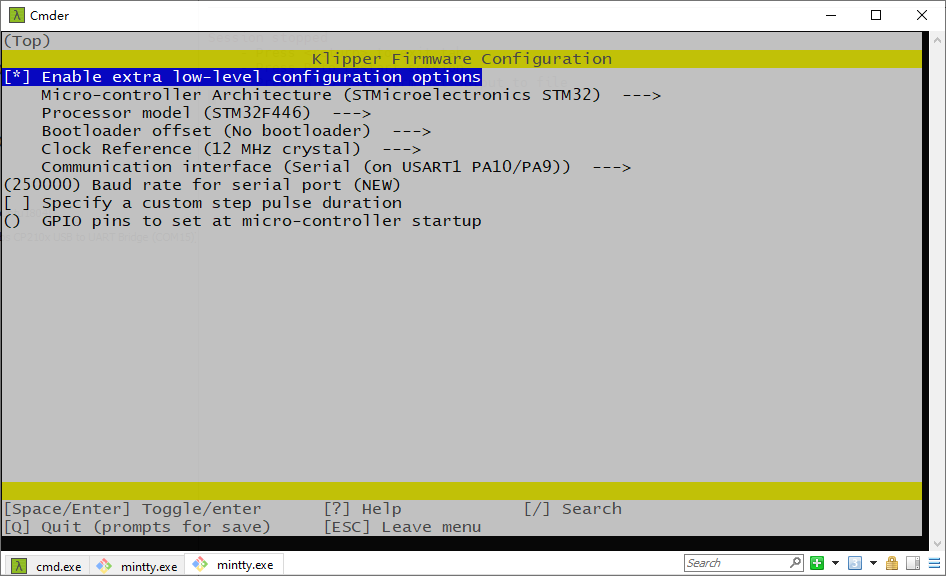 Cmder
(Top)
Klipper Firmware Configuration
[*] Enable extra low-level configuration options
Micro-controller Architecture (STMicroelectronics STM32) --->
Processor model (STM32F446) --->
Bootloader offset (No bootloader) --->
Clock Reference (12 MHz crystal) --->
Communication interface (Serial (on USART1 PA10/PA9)) --->
(250000) Baud rate for serial port (NEW)
[ ] Specify a custom step pulse duration
() GPIO pins to set at micro-controller startup
[Space/Enter] Toggle/enter [?] Help [/] Search
[Q] Quit (prompts for save) [ESC] Leave menu
cmd.exe mintty.exe mintty.exe Search